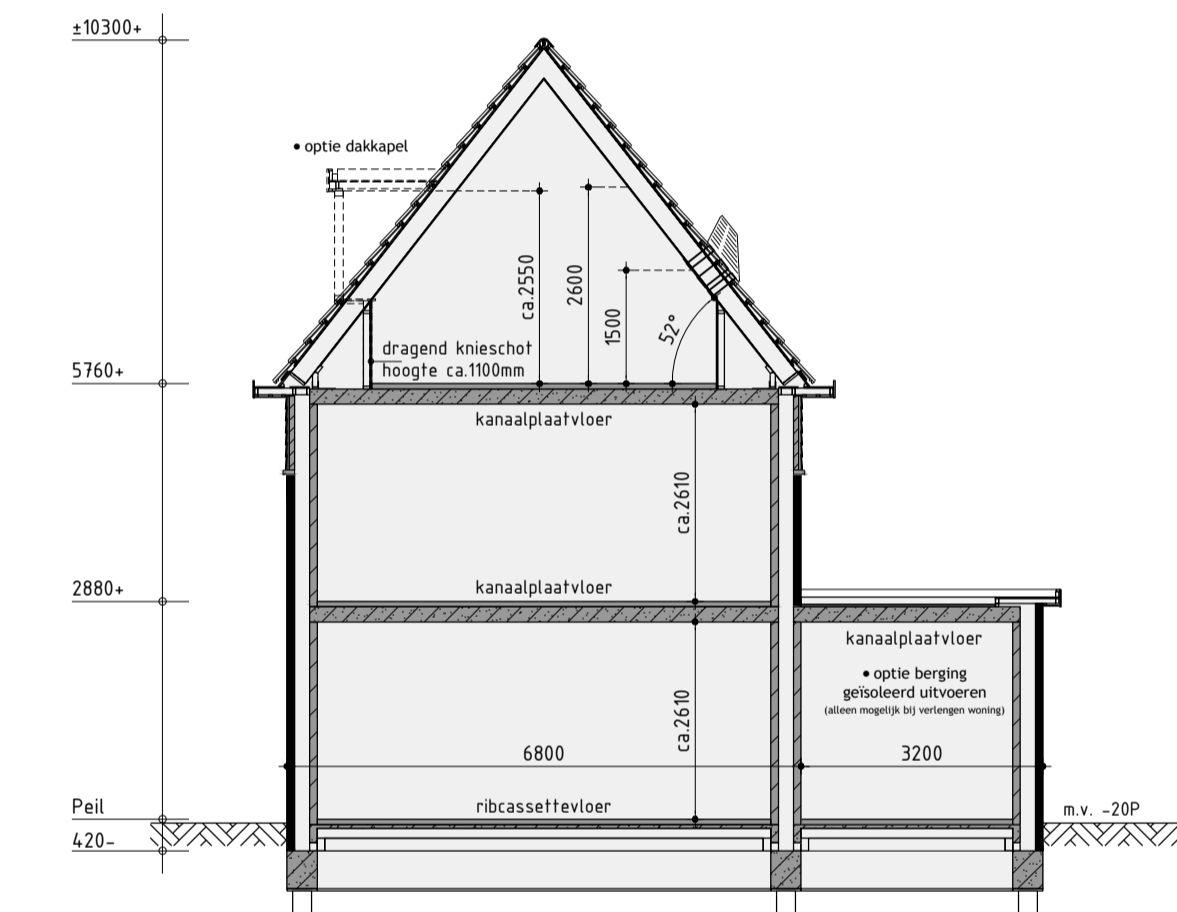 ±10300+
• optie dakkapel
ca.2550
2600
1500
52°
dragend knieschot
hoogte ca.1100mm
5760+
kanaalplaatvloer
ca.2610
kanaalplaatvloer
2880+
kanaalplaatvloer
• optie berging
geïsoleerd uitvoeren
(alleen mogelijk bij verlengen woning)
ca.2610
6800
3200
Peil
ribcassettevloer
m.v. -20P
420-